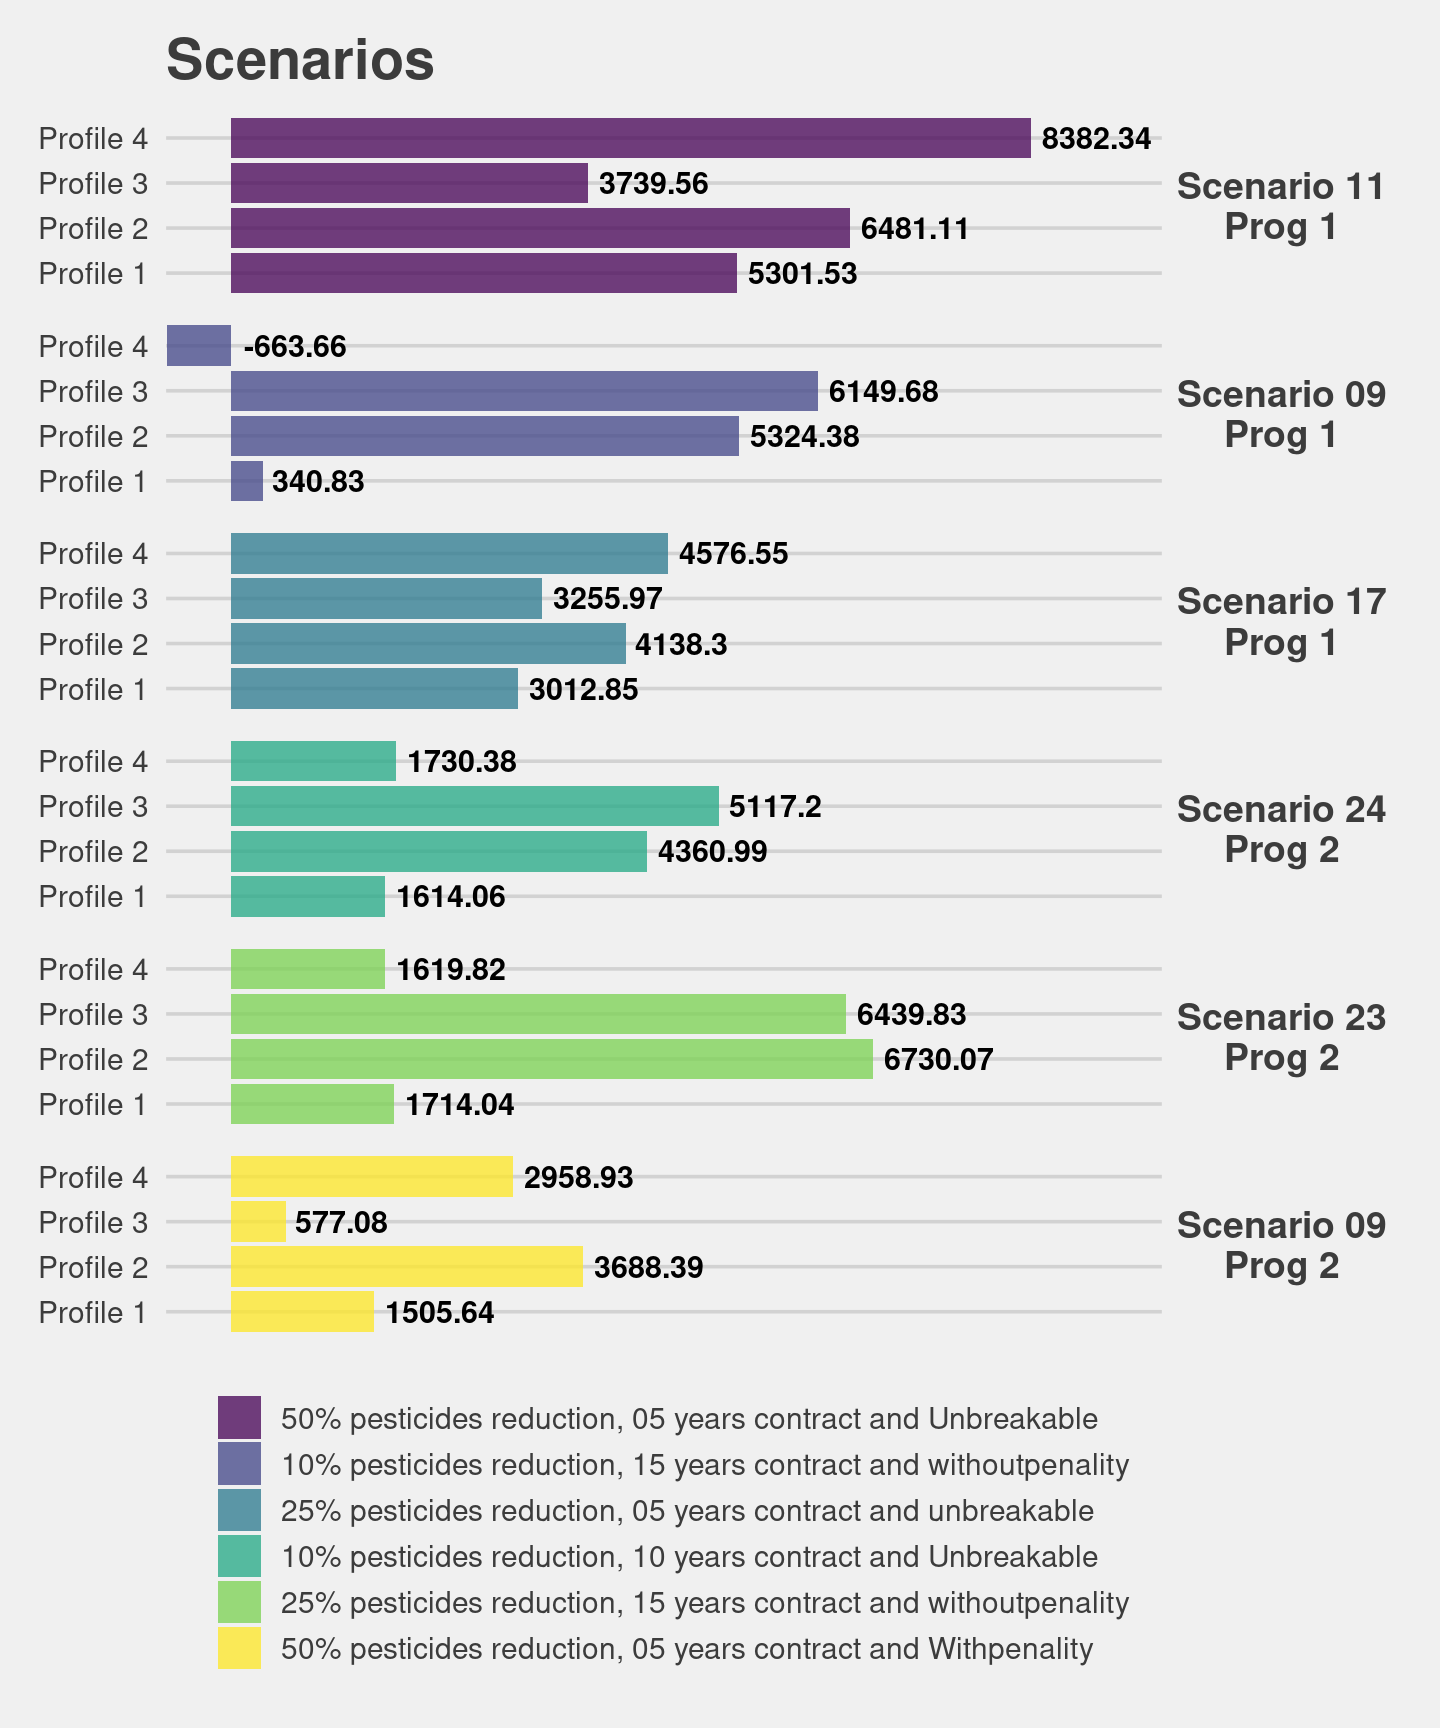 Scenarios
Profile 4 8382.34
Profile 3 3739.56
Profile 2 6481.11
Profile 1 5301.53
Scenario 11
Prog 1
Profile 4 -663.66
Profile 3 6149.68
Profile 2 5324.38
Profile 1 340.83
Scenario 09
Prog 1
Profile 4 4576.55
Profile 3 3255.97
Profile 2 4138.3
Profile 1 3012.85
Scenario 17
Prog 1
Profile 4 1730.38
Profile 3 5117.2
Profile 2 4360.99
Profile 1 1614.06
Scenario 24
Prog 2
Profile 4 1619.82
Profile 3 6439.83
Profile 2 6730.07
Profile 1 1714.04
Scenario 23
Prog 2
Profile 4 2958.93
Profile 3 577.08
Profile 2 3688.39
Profile 1 1505.64
Scenario 09
Prog 2
50% pesticides reduction, 05 years contract and Unbreakable
10% pesticides reduction, 15 years contract and withoutpenality
25% pesticides reduction, 05 years contract and unbreakable
10% pesticides reduction, 10 years contract and Unbreakable
25% pesticides reduction, 15 years contract and withoutpenality
50% pesticides reduction, 05 years contract and Withpenality